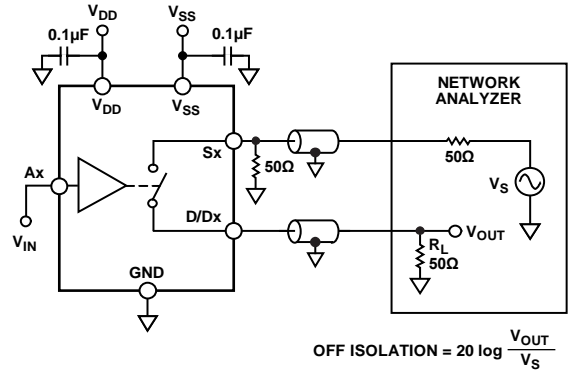 VDD
VSS
0.1µF
0.1µF
VDD
VSS
NETWORK
ANALYZER
Sx
50Ω
50Ω
Ax
VS
D/Dx
VOUT
VIN
RL
50Ω
GND
OFF ISOLATION = 20 log VOUT
VS